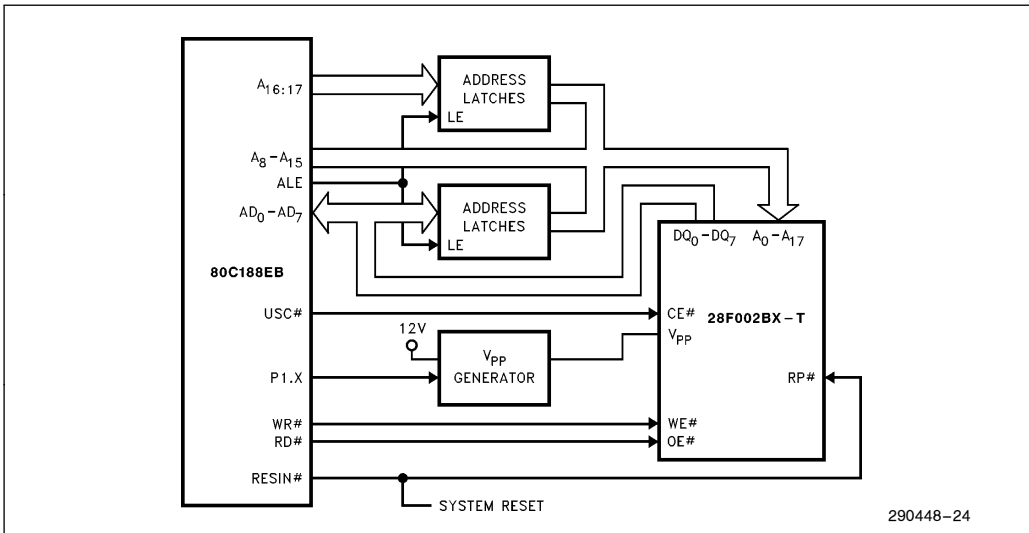 A16:17
A8-A15
ALE
AD0-AD7
80C188EB
USC#
P1.X
WR#
RD#
RESIN#
ADDRESS
LATCHES
LE
ADDRESS
LATCHES
LE
12V
VPP
GENERATOR
SYSTEM RESET
DQ0-DQ7 A0-A17
CE#
28F002BX-T
VPP
RP#
WE#
OE#
290448-24